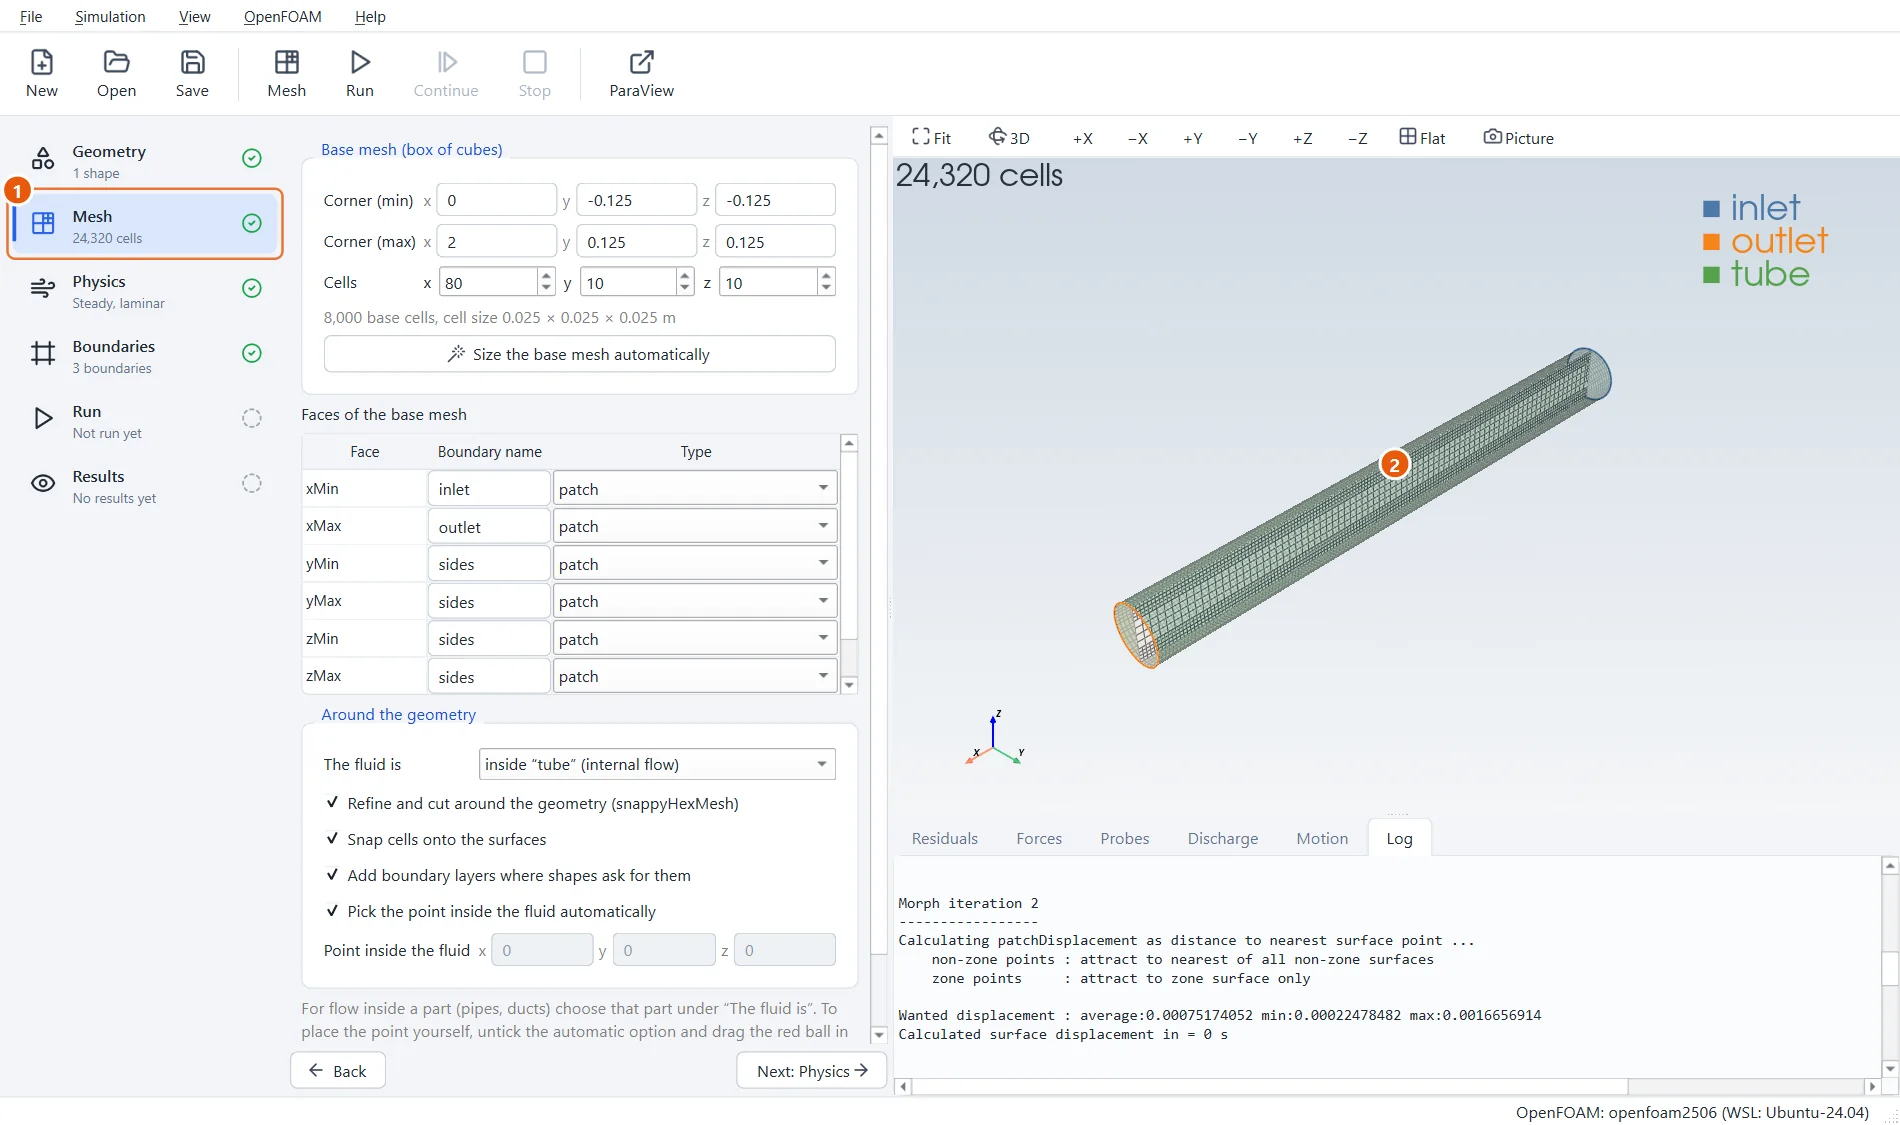 File Simulation View OpenFOAM Help
New Open Save Mesh Run Continue Stop ParaView
Geometry
1 shape
1
Mesh
24,320 cells
Physics
Steady, laminar
Boundaries
3 boundaries
Run
Not run yet
Results
No results yet
Base mesh (box of cubes)
Corner (min) x 0 y -0.125 z -0.125
Corner (max) x 2 y 0.125 z 0.125
Cells x 80 y 10 z 10
8,000 base cells, cell size 0.025 × 0.025 × 0.025 m
Size the base mesh automatically
Faces of the base mesh
Face Boundary name Type
xMin inlet patch
xMax outlet patch
yMin sides patch
yMax sides patch
zMin sides patch
zMax sides patch
Around the geometry
The fluid is inside “tube” (internal flow)
Refine and cut around the geometry (snappyHexMesh)
Snap cells onto the surfaces
Add boundary layers where shapes ask for them
Pick the point inside the fluid automatically
Point inside the fluid x 0 y 0 z 0
For flow inside a part (pipes, ducts) choose that part under “The fluid is”. To
place the point yourself, untick the automatic option and drag the red ball in
Back Next: Physics
Fit 3D +X −X +Y −Y +Z −Z Flat Picture
24,320 cells
inlet
outlet
tube
2
Z
X Y
Residuals Forces Probes Discharge Motion Log
Morph iteration 2
-----------------
Calculating patchDisplacement as distance to nearest surface point ...
non-zone points : attract to nearest of all non-zone surfaces
zone points : attract to zone surface only
Wanted displacement : average:0.00075174052 min:0.00022478482 max:0.0016656914
Calculated surface displacement in = 0 s
OpenFOAM: openfoam2506 (WSL: Ubuntu-24.04)